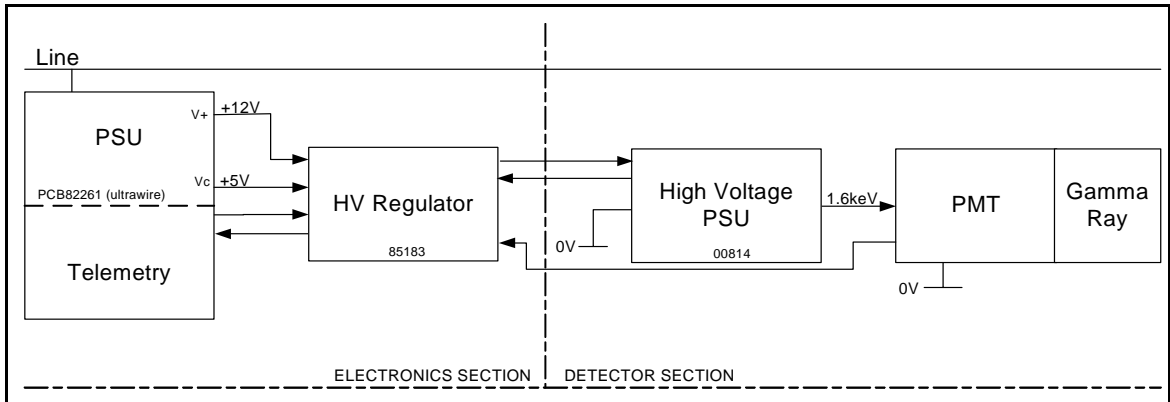 Line
V+
+12V
PSU
Vc
+5V
PCB82261 (ultrawire)
Telemetry
HV Regulator
85183
High Voltage
PSU
00814
0V
1.6keV
PMT
0V
Gamma
Ray
ELECTRONICS SECTION
DETECTOR SECTION